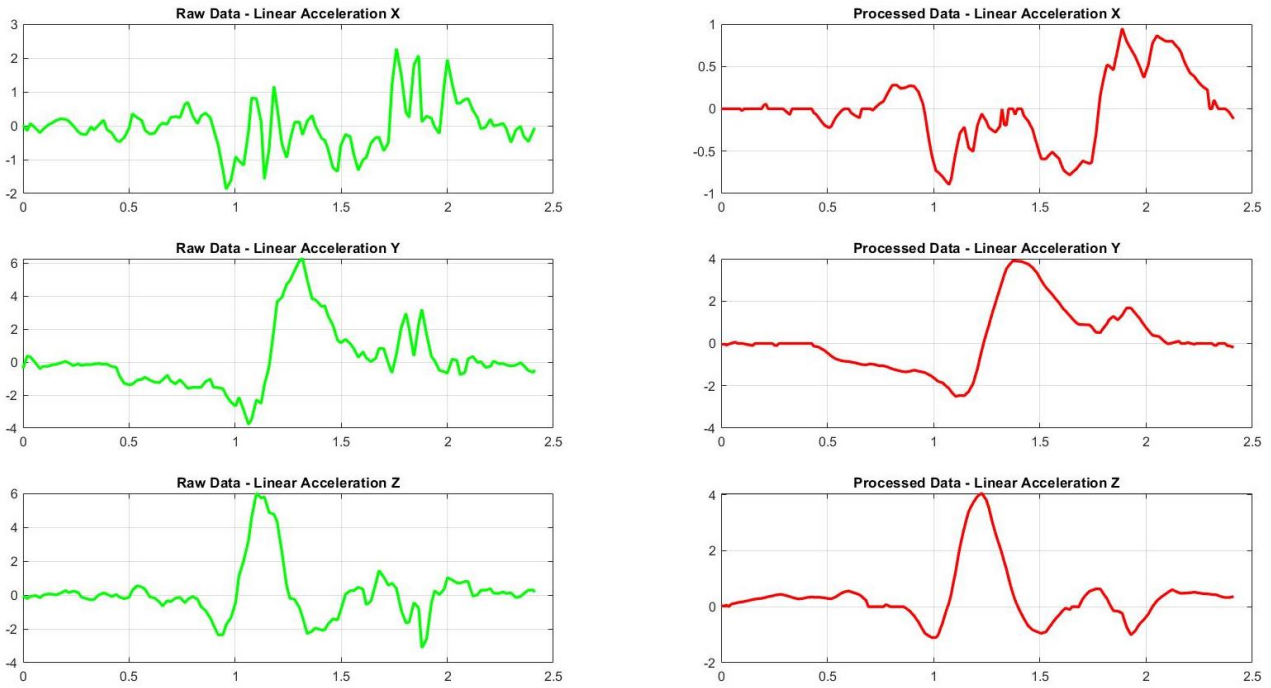 Raw Data - Linear Acceleration X
3
2
1
0
-1
-2
0 0.5 1 1.5 2 2.5
Processed Data - Linear Acceleration X
1
0.5
0
-0.5
-1
0 0.5 1 1.5 2 2.5
Raw Data - Linear Acceleration Y
6
4
2
0
-2
-4
0 0.5 1 1.5 2 2.5
Processed Data - Linear Acceleration Y
4
2
0
-2
-4
0 0.5 1 1.5 2 2.5
Raw Data - Linear Acceleration Z
6
4
2
0
-2
-4
0 0.5 1 1.5 2 2.5
Processed Data - Linear Acceleration Z
4
2
0
-2
0 0.5 1 1.5 2 2.5